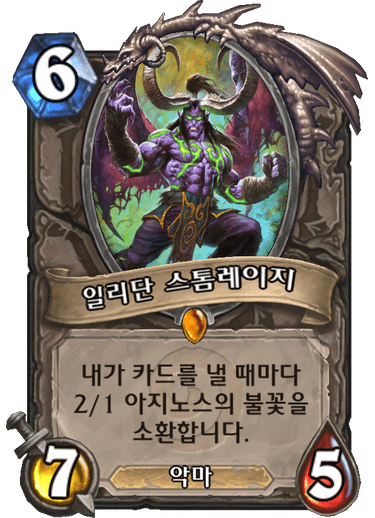 6
일리단 스톰레이지
내가 카드를 낼 때마다
2/1 아지노스의 불꽃을
소환합니다.
7
악마
5